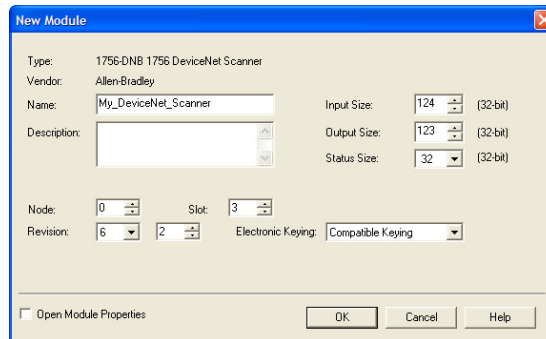 New Module
Type: 1756-DNB 1756 DeviceNet Scanner
Vendor: Allen-Bradley
Name: My_DeviceNet_Scanner Input Size: 124 (32-bit)
Description: Output Size: 123 (32-bit)
Status Size: 32 (32-bit)
Node: 0 Slot: 3
Revision: 6 2 Electronic Keying: Compatible Keying
Open Module Properties OK Cancel Help